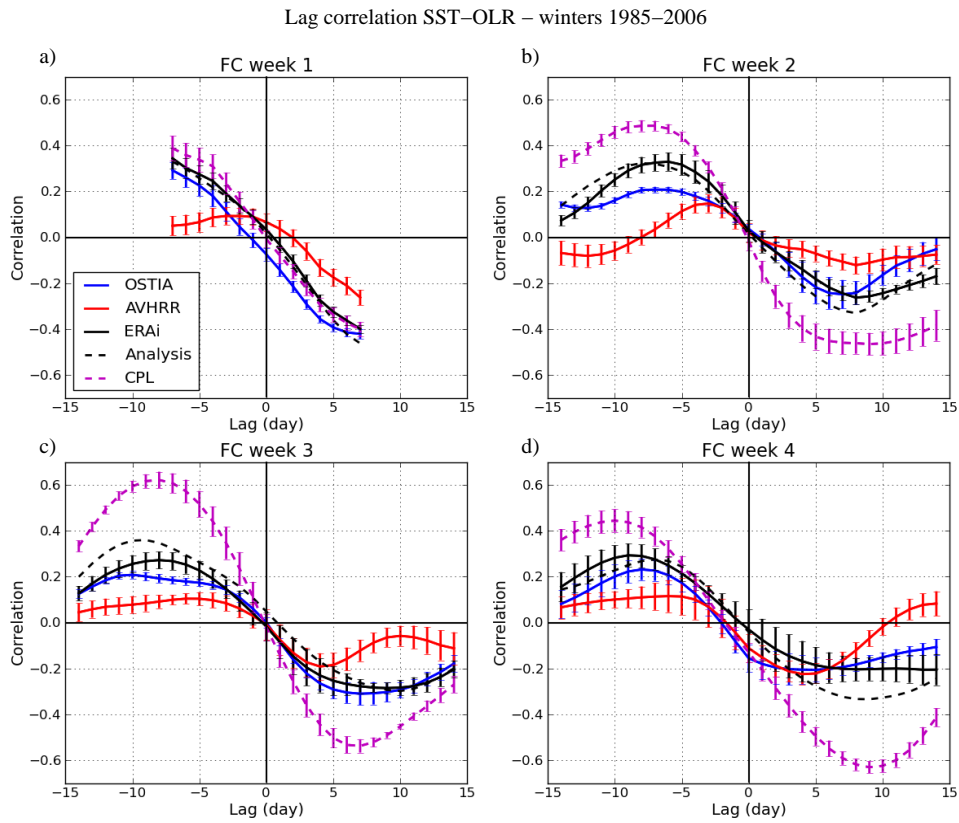 Lag correlation SST−OLR − winters 1985−2006
a)
FC week 1
0.6
0.4
0.2
0.0
−0.2
−0.4
−0.6
Correlation
OSTIA
AVHRR
ERAi
Analysis
CPL
−15 −10 −5 0 5 10 15
Lag (day)
b)
FC week 2
0.6
0.4
0.2
0.0
−0.2
−0.4
−0.6
Correlation
−15 −10 −5 0 5 10 15
Lag (day)
c)
FC week 3
0.6
0.4
0.2
0.0
−0.2
−0.4
−0.6
Correlation
−15 −10 −5 0 5 10 15
Lag (day)
d)
FC week 4
0.6
0.4
0.2
0.0
−0.2
−0.4
−0.6
Correlation
−15 −10 −5 0 5 10 15
Lag (day)